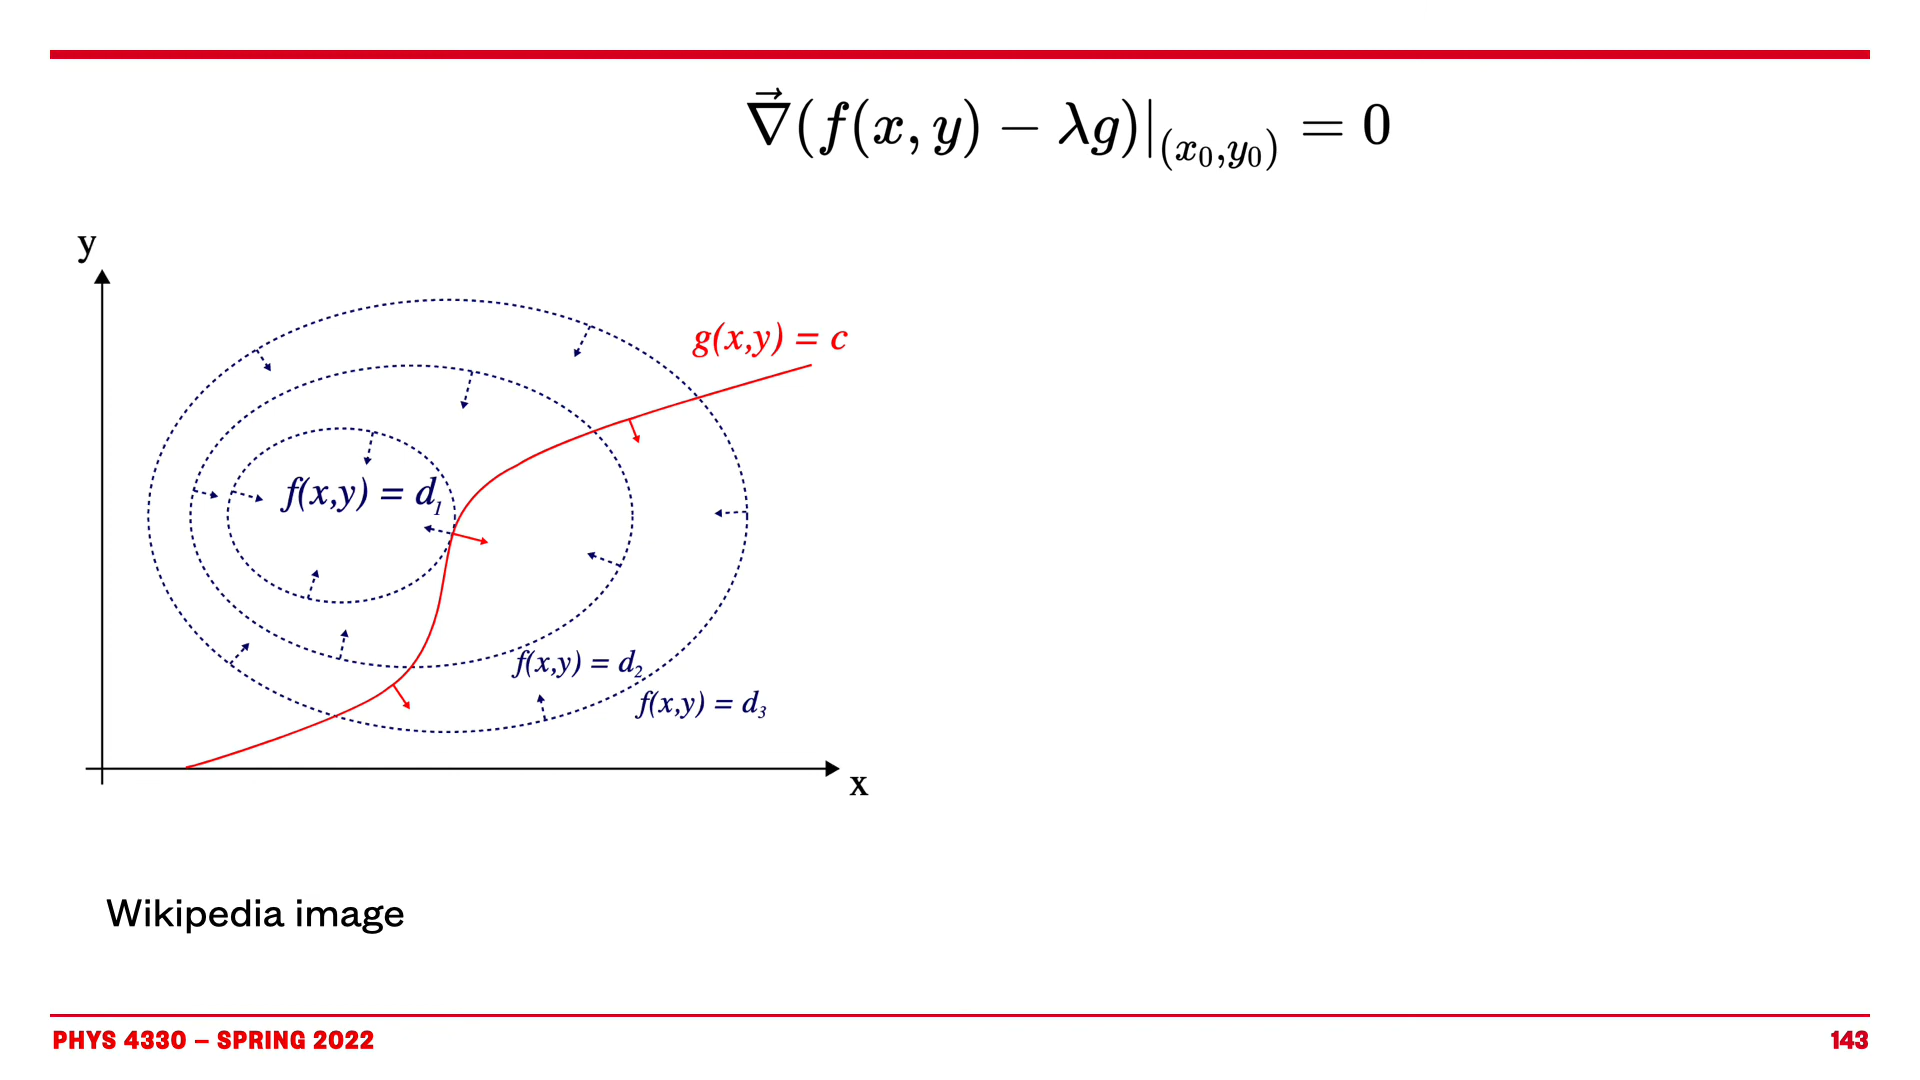 ∇⃗(f(x, y) − λg)|(x₀,y₀) = 0
y
g(x,y) = c
f(x,y) = d₁
f(x,y) = d₂
f(x,y) = d₃
x
Wikipedia image
PHYS 4330 – SPRING 2022
143